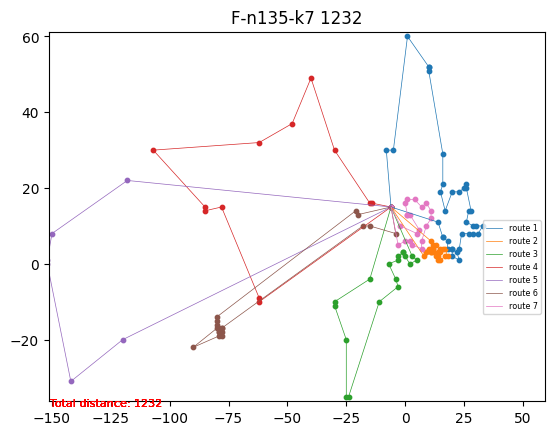 F-n135-k7 1232
60
40
20
0
−20
−150
−125
−100
−75
−50
−25
0
25
50
route 1
route 2
route 3
route 4
route 5
route 6
route 7
Total distance: 1232